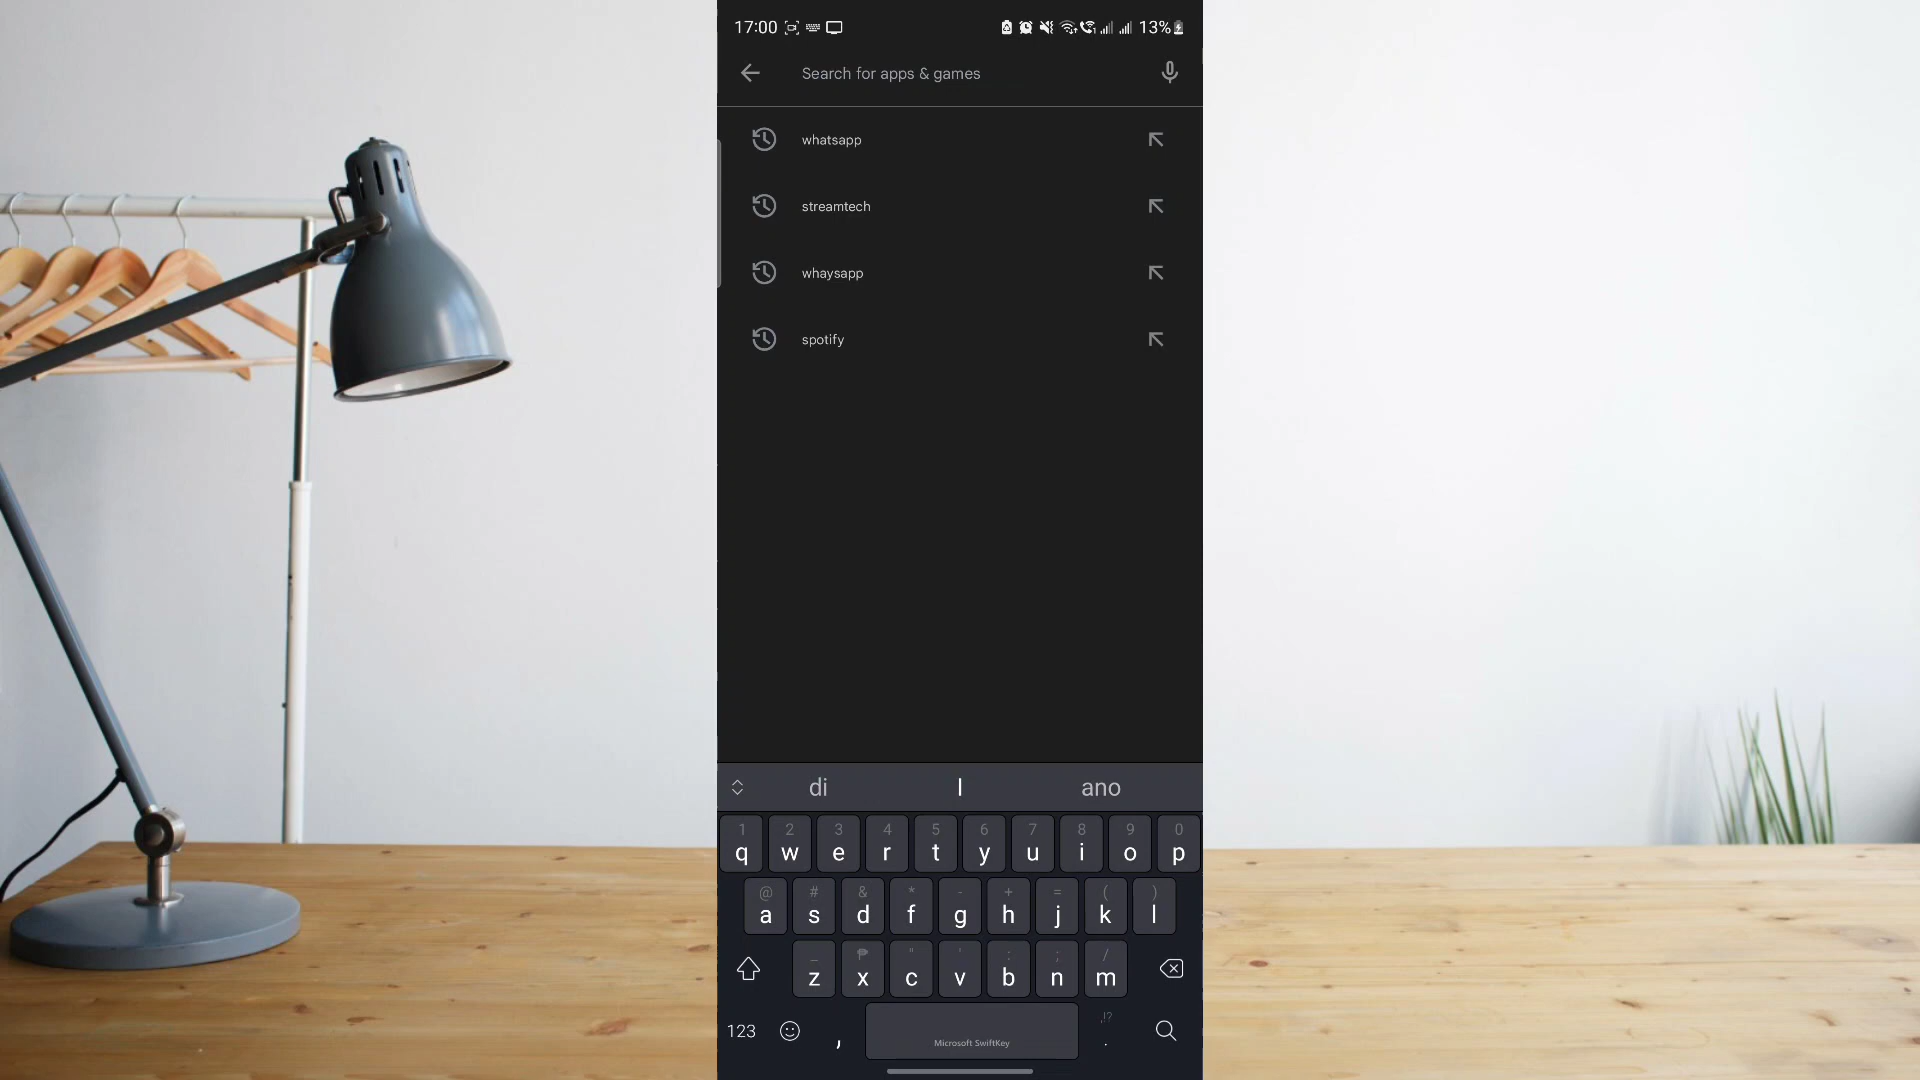 17:00 13%
Search for apps & games
whatsapp
streamtech
whaysapp
spotify
di I ano
1 2 3 4 5 6 7 8 9 0
q w e r t y u i o p
@ # & * - + = ( )
a s d f g h j k l
_ ₱ " ' : ; /
z x c v b n m
,!?
123 , .
Microsoft SwiftKey